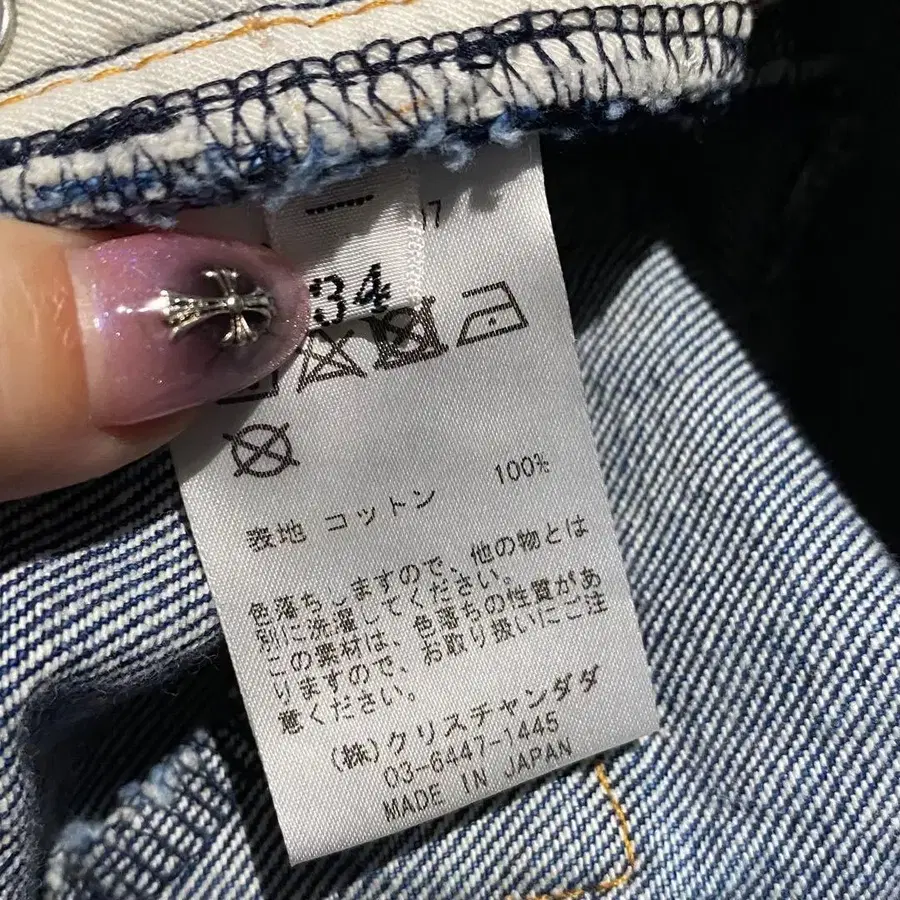 17
34
表地 コットン 100%
色落ちしますので、他の物とは
別に洗濯してください。
この素材は、色落ちの性質があ
りますので、お取り扱いにご注
意ください。
(株)クリスチャンダダ
03-6447-1445
MADE IN JAPAN